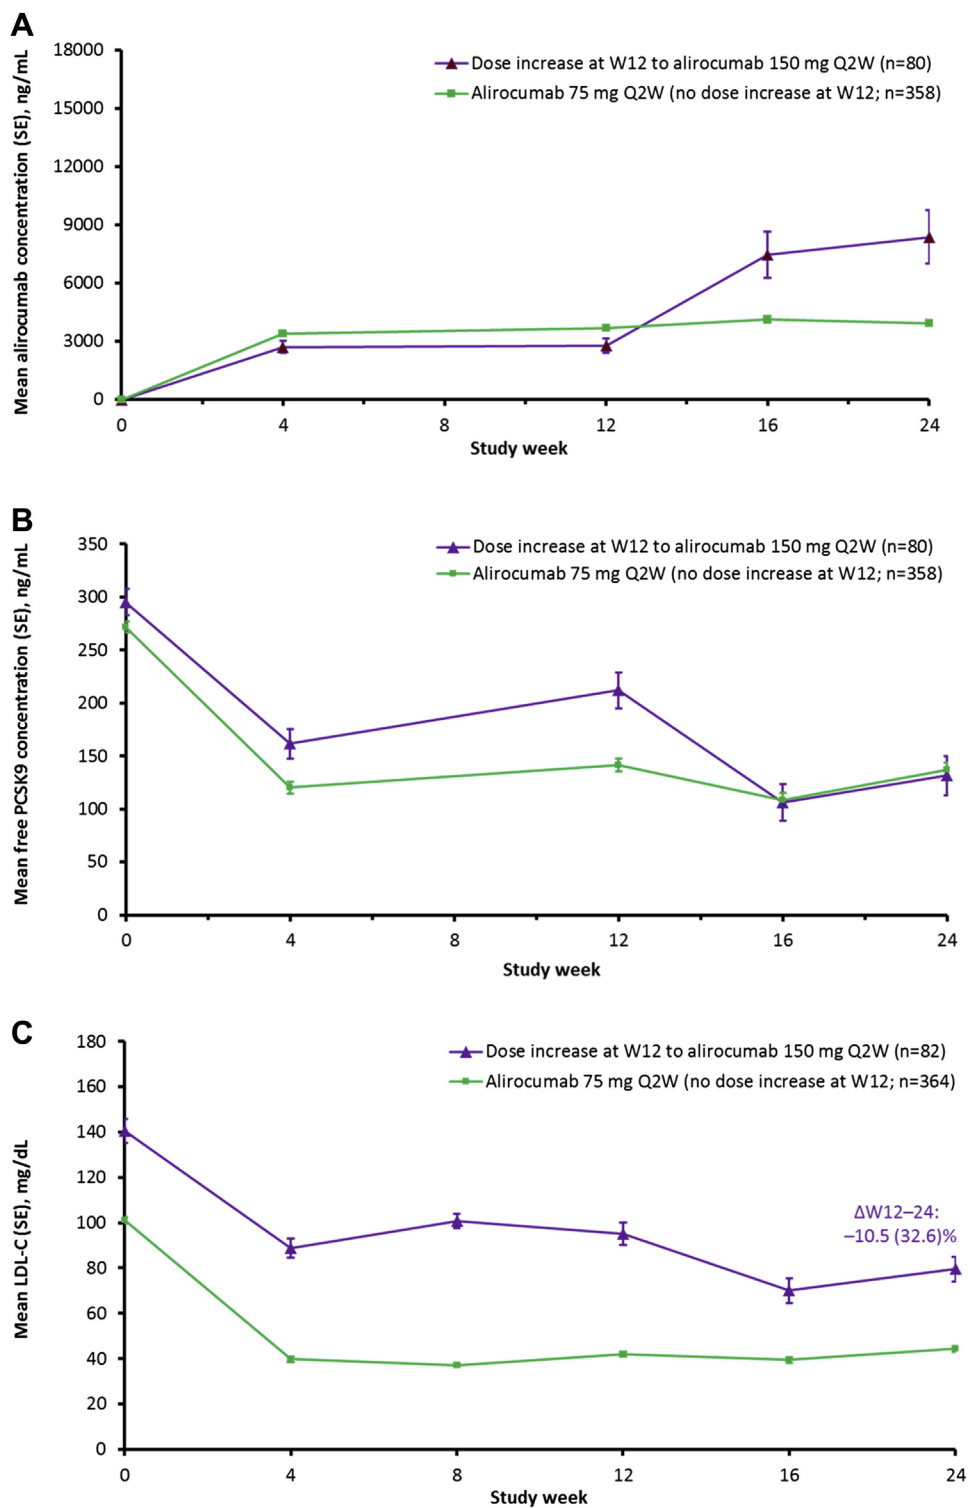 A
Mean alirocumab concentration (SE), ng/mL
18000
15000
12000
9000
6000
3000
0
Dose increase at W12 to alirocumab 150 mg Q2W (n=80)
Alirocumab 75 mg Q2W (no dose increase at W12; n=358)
0 4 8 12 16 24
Study week
B
Mean free PCSK9 concentration (SE), ng/mL
350
300
250
200
150
100
50
0
Dose increase at W12 to alirocumab 150 mg Q2W (n=80)
Alirocumab 75 mg Q2W (no dose increase at W12; n=358)
0 4 8 12 16 24
Study week
C
Mean LDL-C (SE), mg/dL
180
160
140
120
100
80
60
40
20
0
Dose increase at W12 to alirocumab 150 mg Q2W (n=82)
Alirocumab 75 mg Q2W (no dose increase at W12; n=364)
ΔW12–24:
–10.5 (32.6)%
0 4 8 12 16 24
Study week